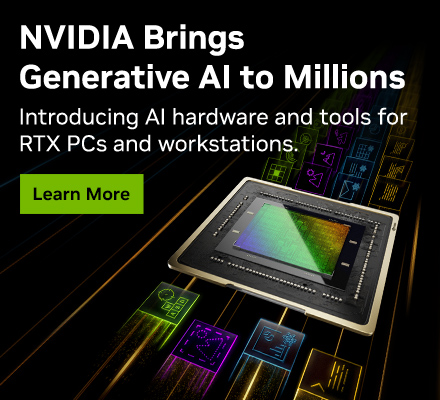 NVIDIA Brings
Generative AI to Millions
Introducing AI hardware and tools for
RTX PCs and workstations.
Learn More